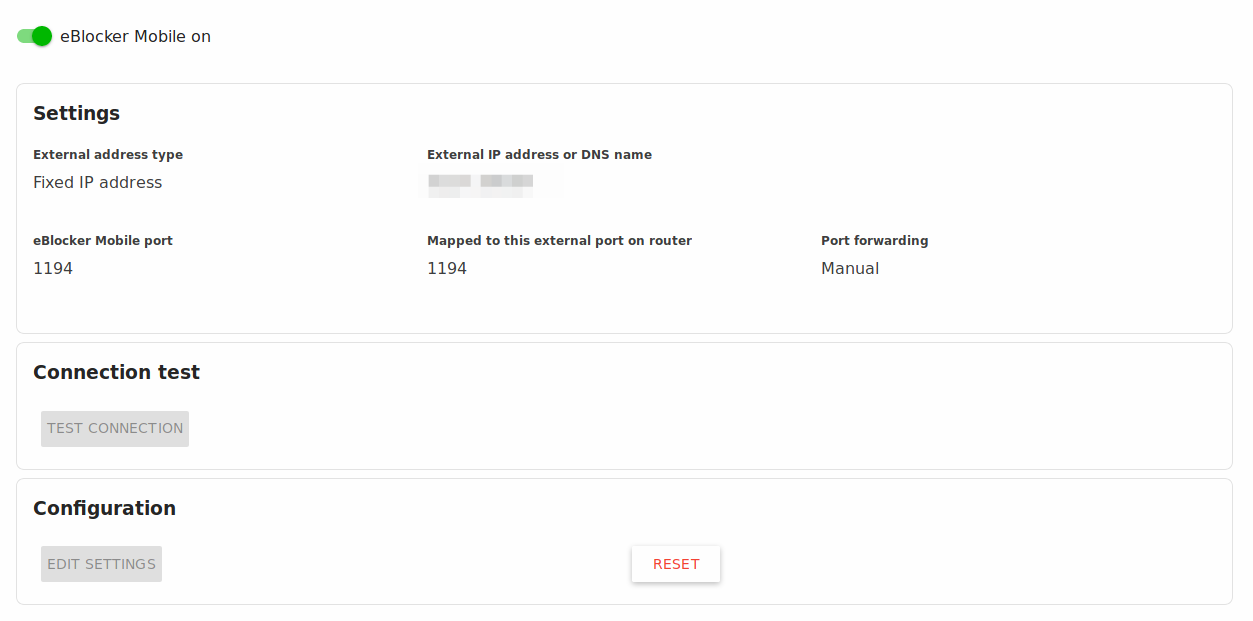 eBlocker Mobile on
Settings
External address type
External IP address or DNS name
Fixed IP address
eBlocker Mobile port
Mapped to this external port on router
Port forwarding
1194
1194
Manual
Connection test
TEST CONNECTION
Configuration
EDIT SETTINGS
RESET